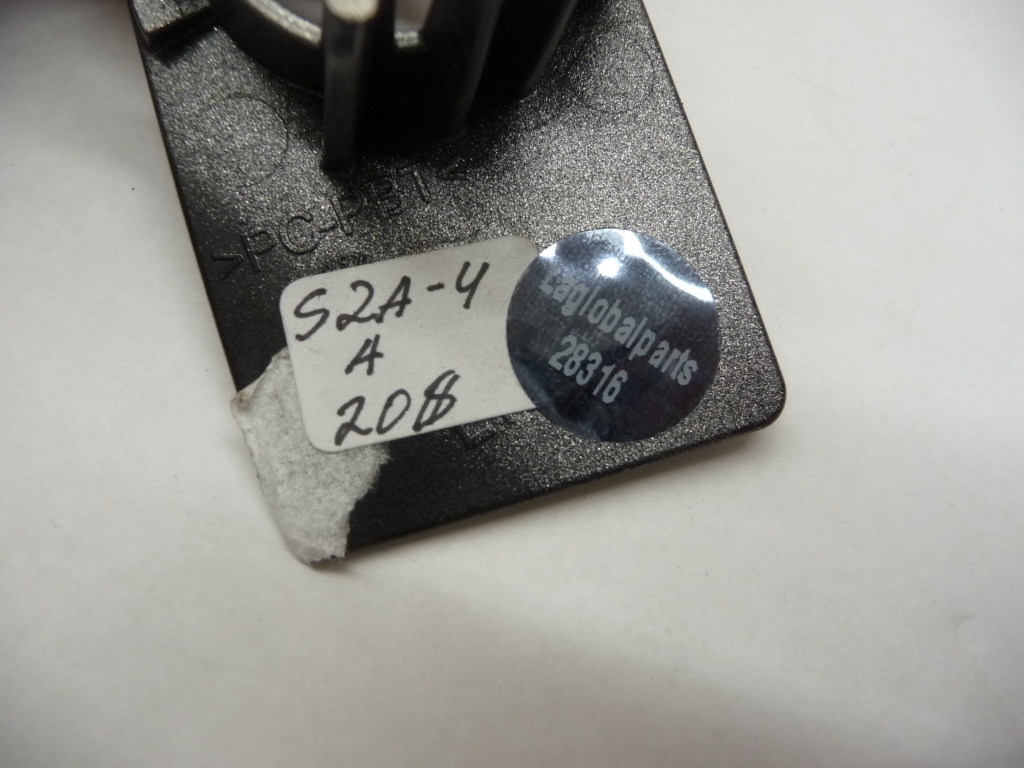 >PC-PBT<
S2A-4
A
208
Laglobalparts
28316